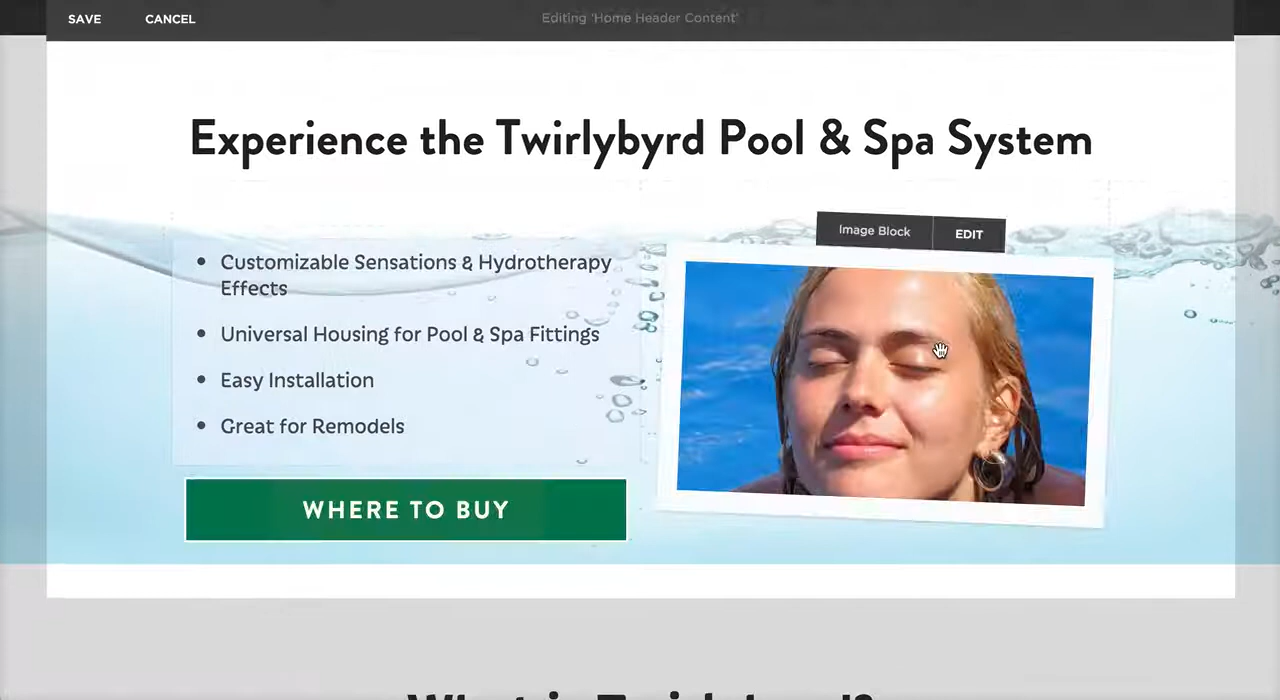 SAVE CANCEL Editing 'Home Header Content'
Experience the Twirlybyrd Pool & Spa System
Image Block EDIT
• Customizable Sensations & Hydrotherapy
Effects
• Universal Housing for Pool & Spa Fittings
• Easy Installation
• Great for Remodels
WHERE TO BUY